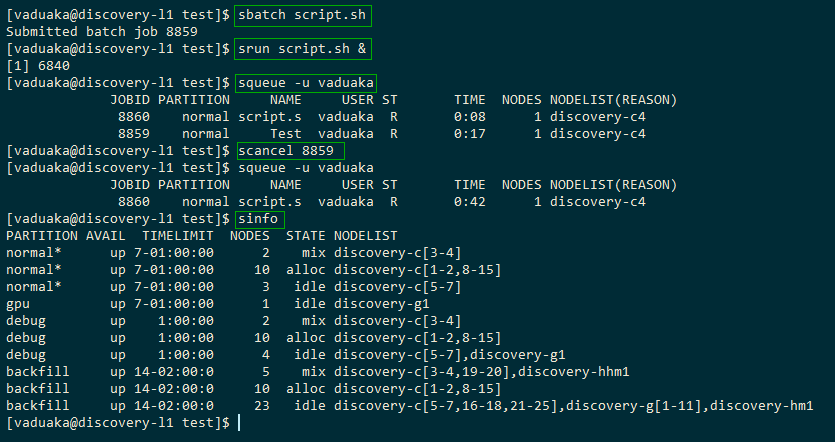 [vaduaka@discovery-l1 test]$ sbatch script.sh
Submitted batch job 8859
[vaduaka@discovery-l1 test]$ srun script.sh &
[1] 6840
[vaduaka@discovery-l1 test]$ squeue -u vaduaka
JOBID PARTITION NAME USER ST TIME NODES NODELIST(REASON)
8860 normal script.s vaduaka R 0:08 1 discovery-c4
8859 normal Test vaduaka R 0:17 1 discovery-c4
[vaduaka@discovery-l1 test]$ scancel 8859
[vaduaka@discovery-l1 test]$ squeue -u vaduaka
JOBID PARTITION NAME USER ST TIME NODES NODELIST(REASON)
8860 normal script.s vaduaka R 0:42 1 discovery-c4
[vaduaka@discovery-l1 test]$ sinfo
PARTITION AVAIL TIMELIMIT NODES STATE NODELIST
normal* up 7-01:00:00 2 mix discovery-c[3-4]
normal* up 7-01:00:00 10 alloc discovery-c[1-2,8-15]
normal* up 7-01:00:00 3 idle discovery-c[5-7]
gpu up 7-01:00:00 1 idle discovery-g1
debug up 1:00:00 2 mix discovery-c[3-4]
debug up 1:00:00 10 alloc discovery-c[1-2,8-15]
debug up 1:00:00 4 idle discovery-c[5-7],discovery-g1
backfill up 14-02:00:0 5 mix discovery-c[3-4,19-20],discovery-hhm1
backfill up 14-02:00:0 10 alloc discovery-c[1-2,8-15]
backfill up 14-02:00:0 23 idle discovery-c[5-7,16-18,21-25],discovery-g[1-11],discovery-hm1
[vaduaka@discovery-l1 test]$